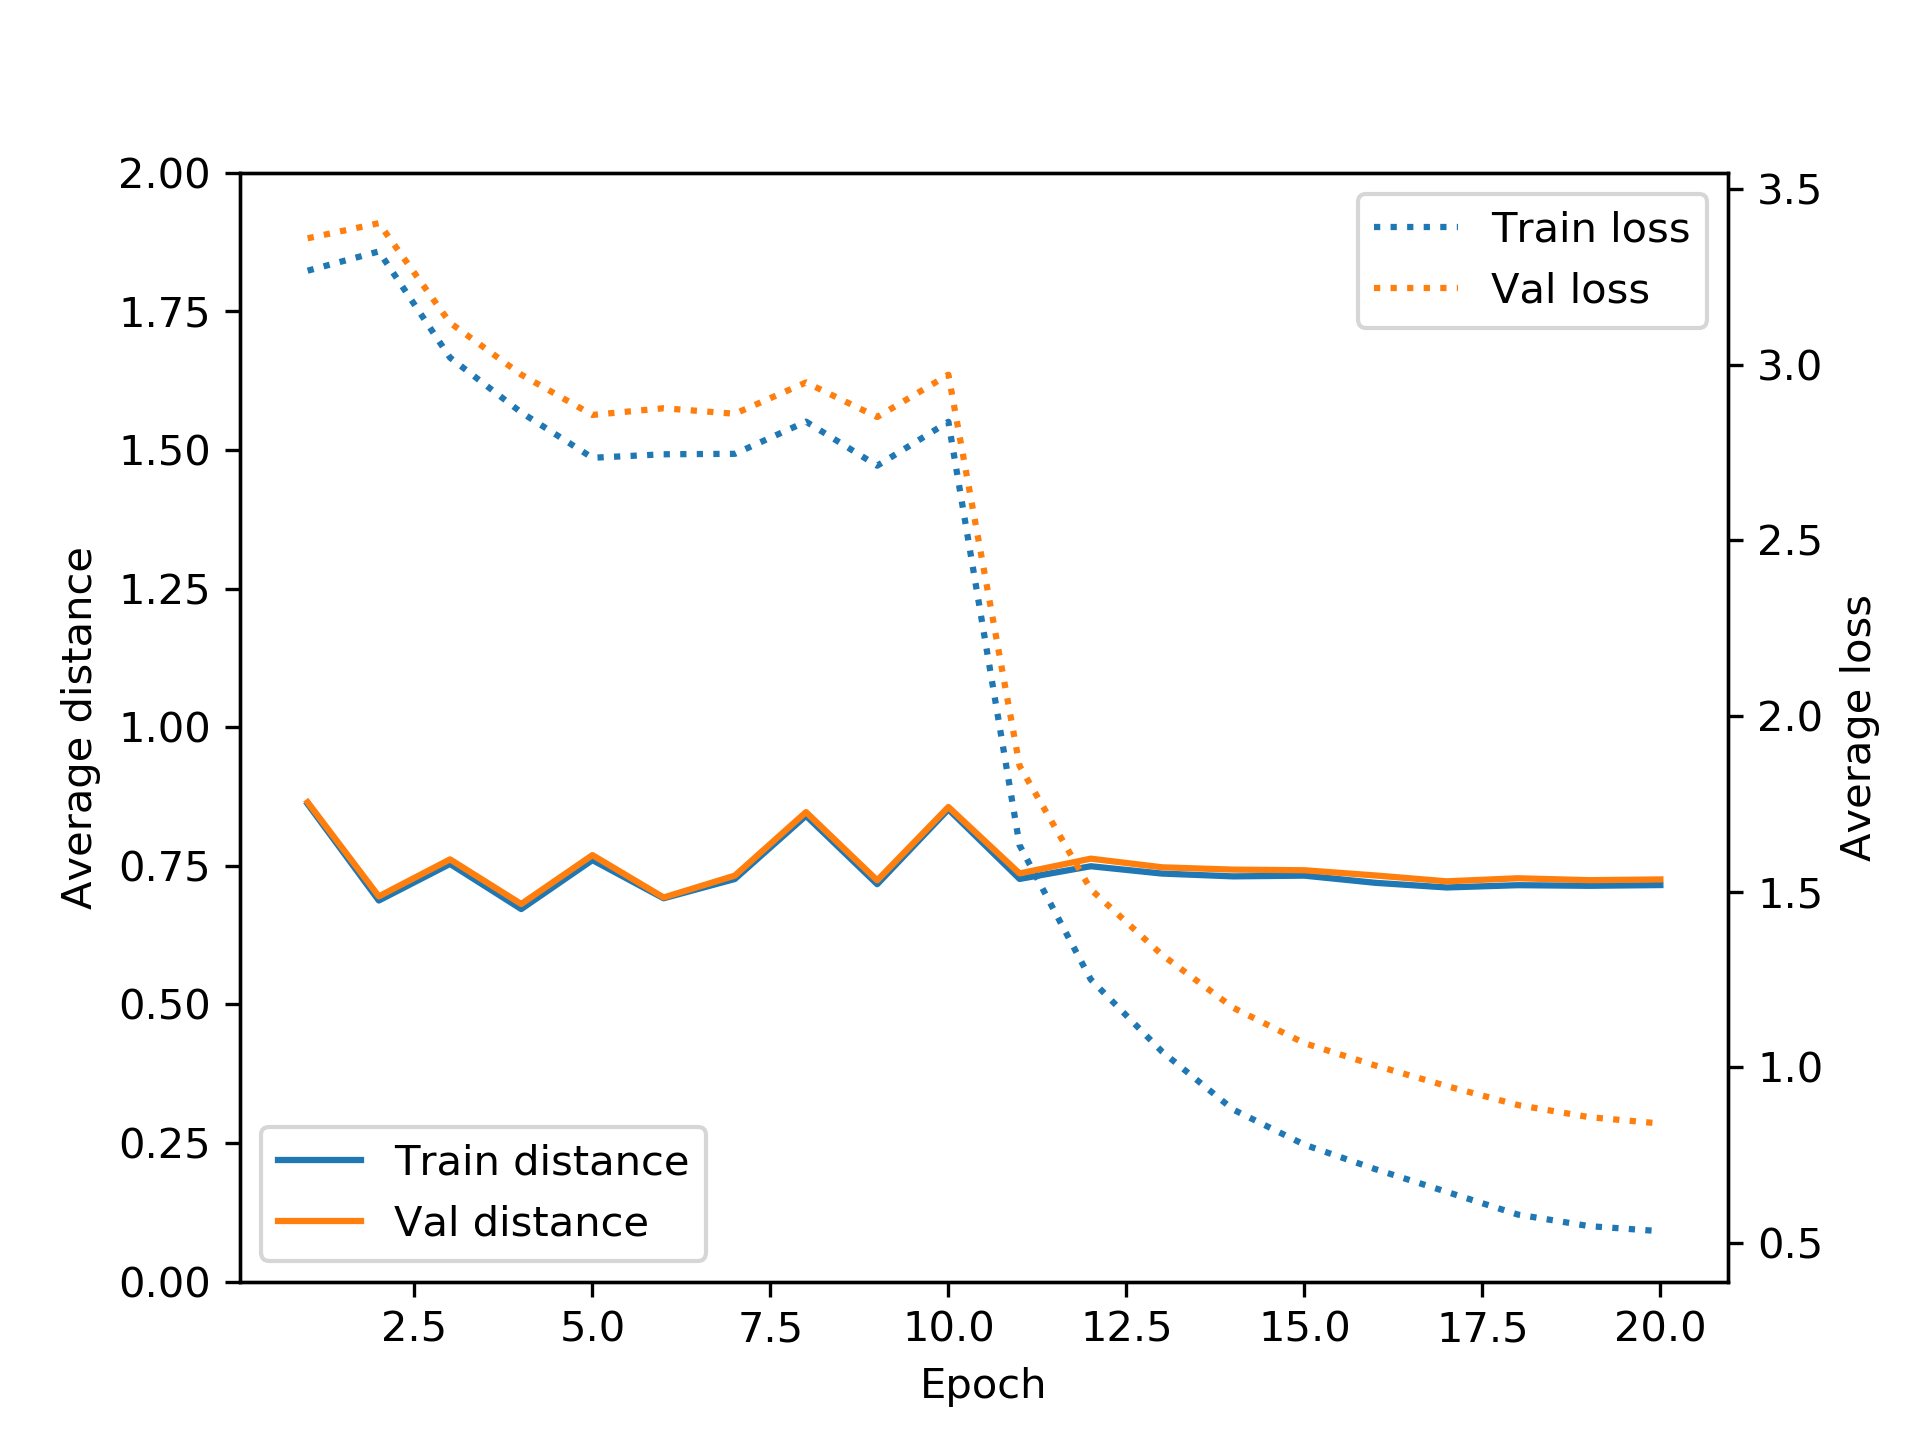 2.00
1.75
1.50
1.25
1.00
0.75
0.50
0.25
0.00
Average distance
3.5
3.0
2.5
2.0
1.5
1.0
0.5
Average loss
Train loss
Val loss
Train distance
Val distance
2.5 5.0 7.5 10.0 12.5 15.0 17.5 20.0
Epoch